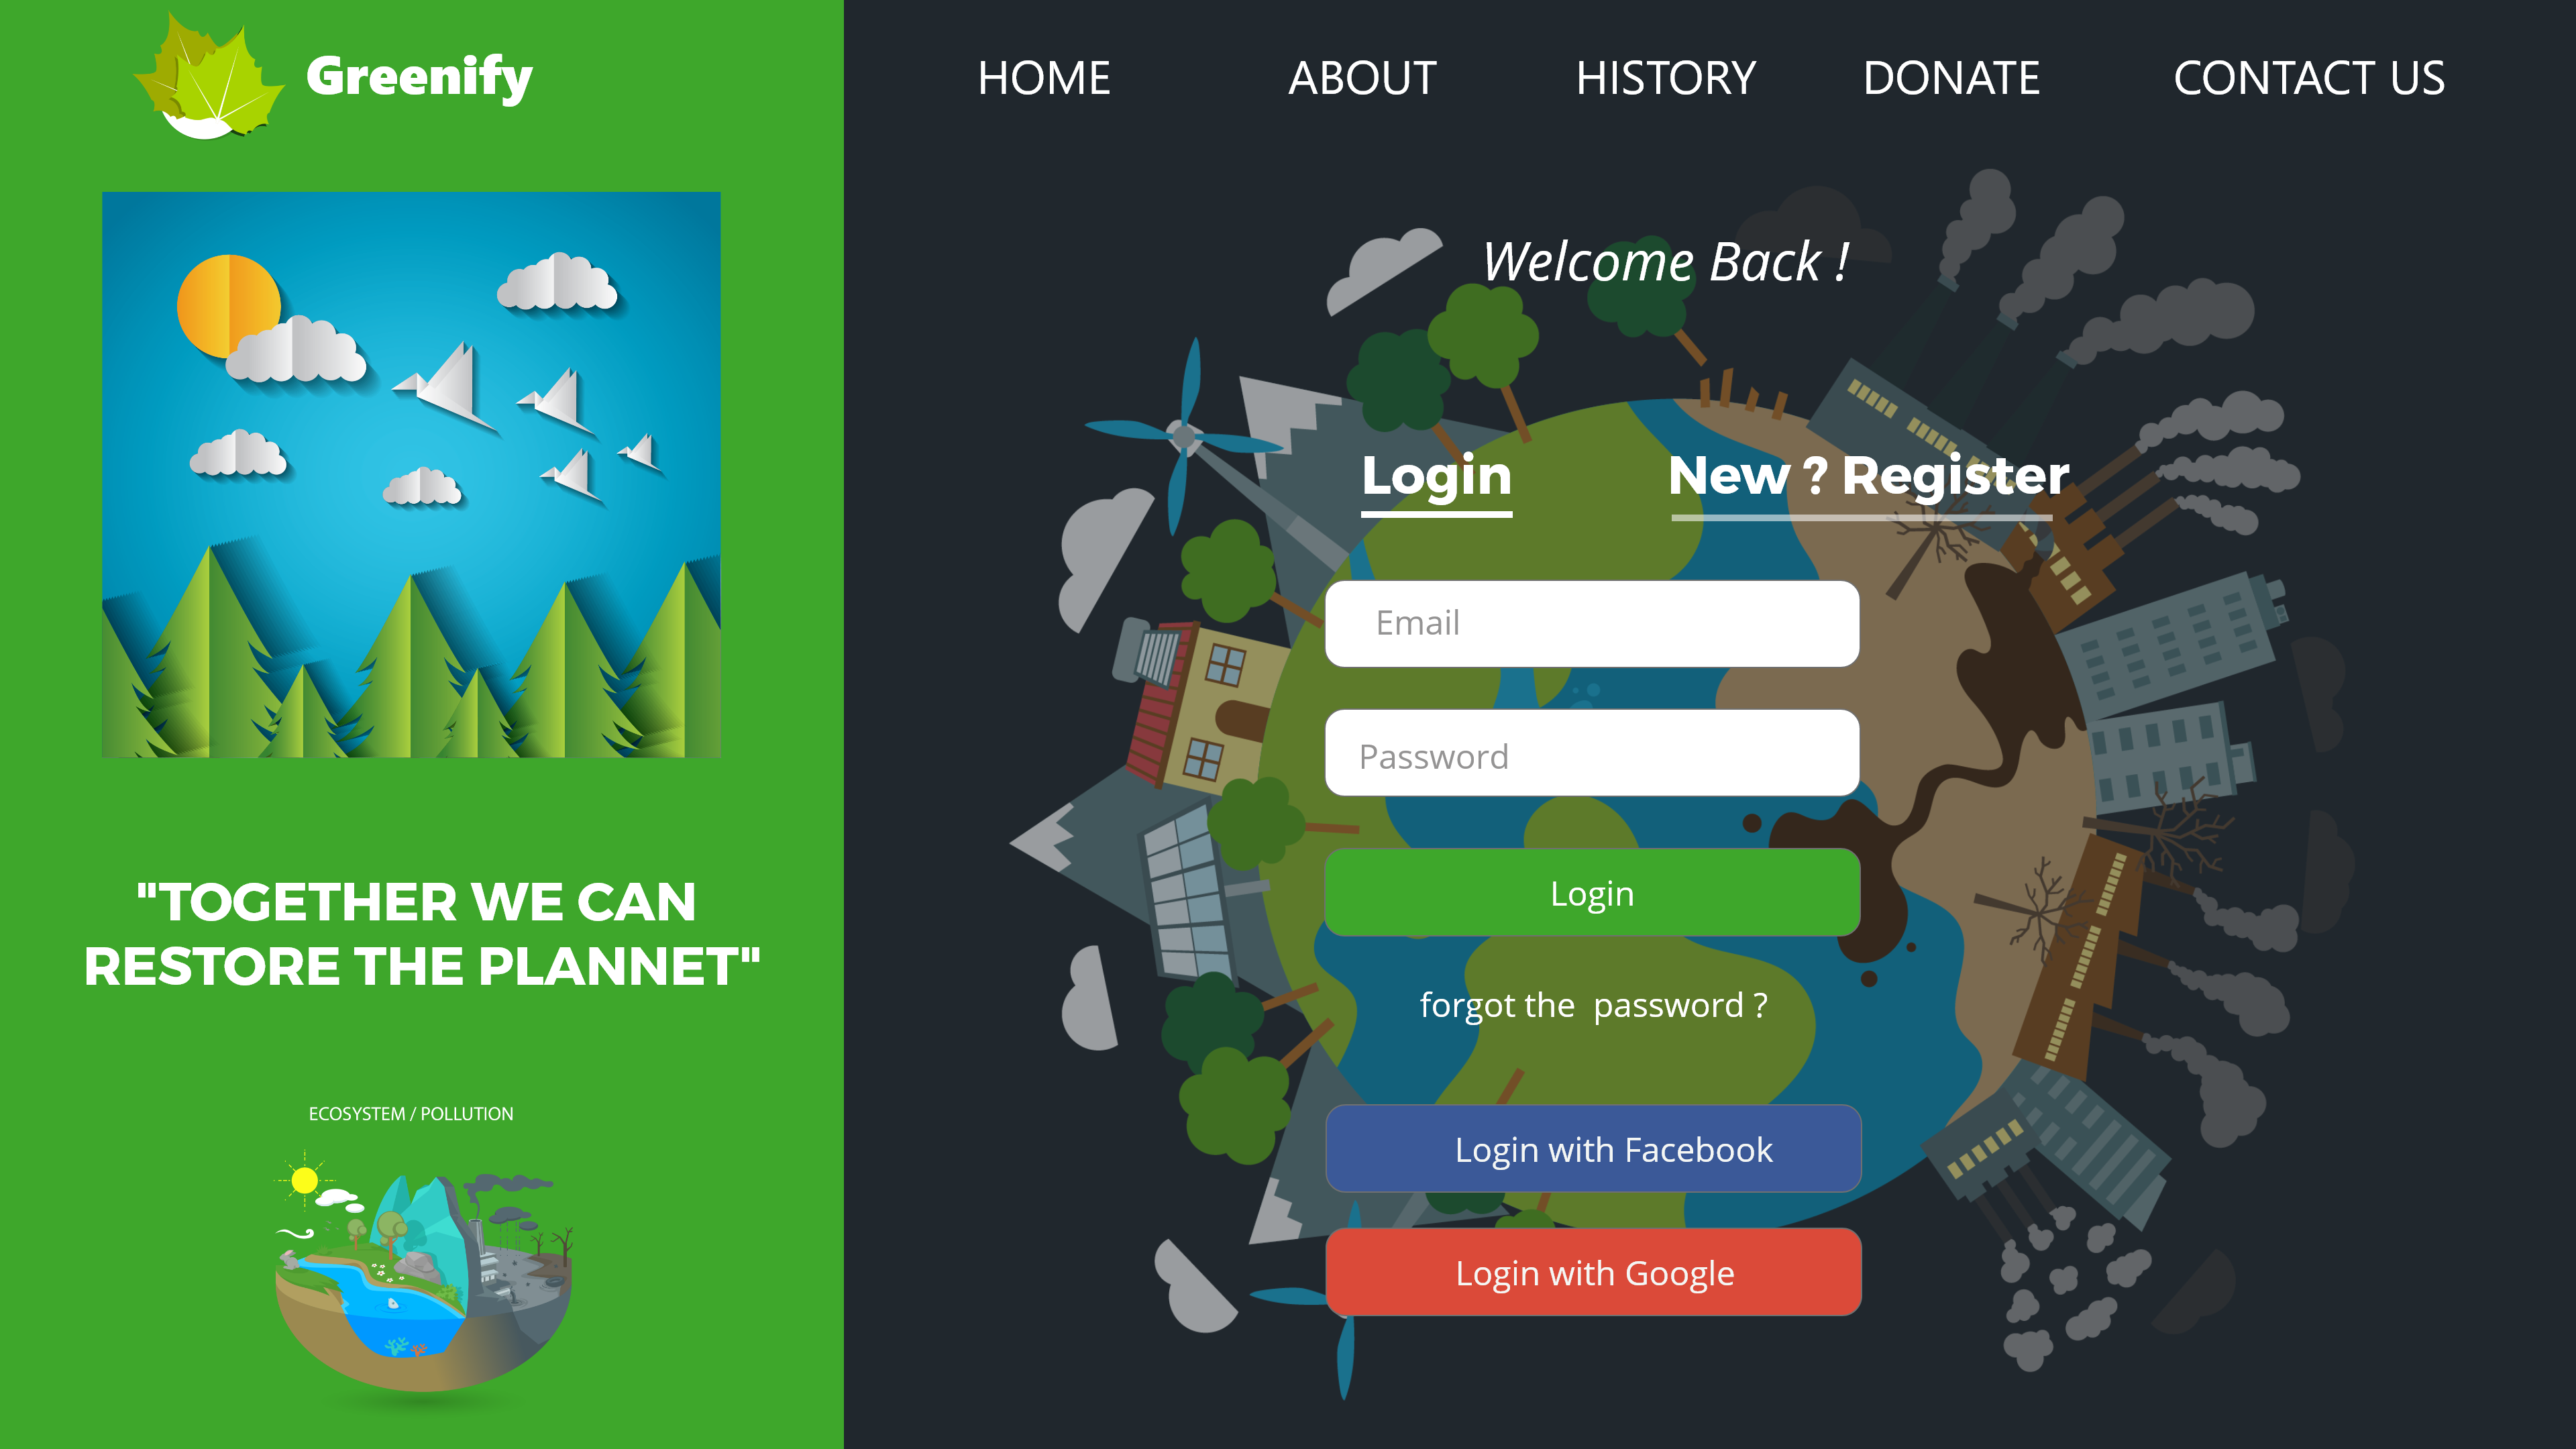 Greenify
HOME
ABOUT
HISTORY
DONATE
CONTACT US
"TOGETHER WE CAN
RESTORE THE PLANNET"
ECOSYSTEM / POLLUTION
Welcome Back !
Login
New ? Register
Email
Password
Login
forgot the  password ?
Login with Facebook
Login with Google